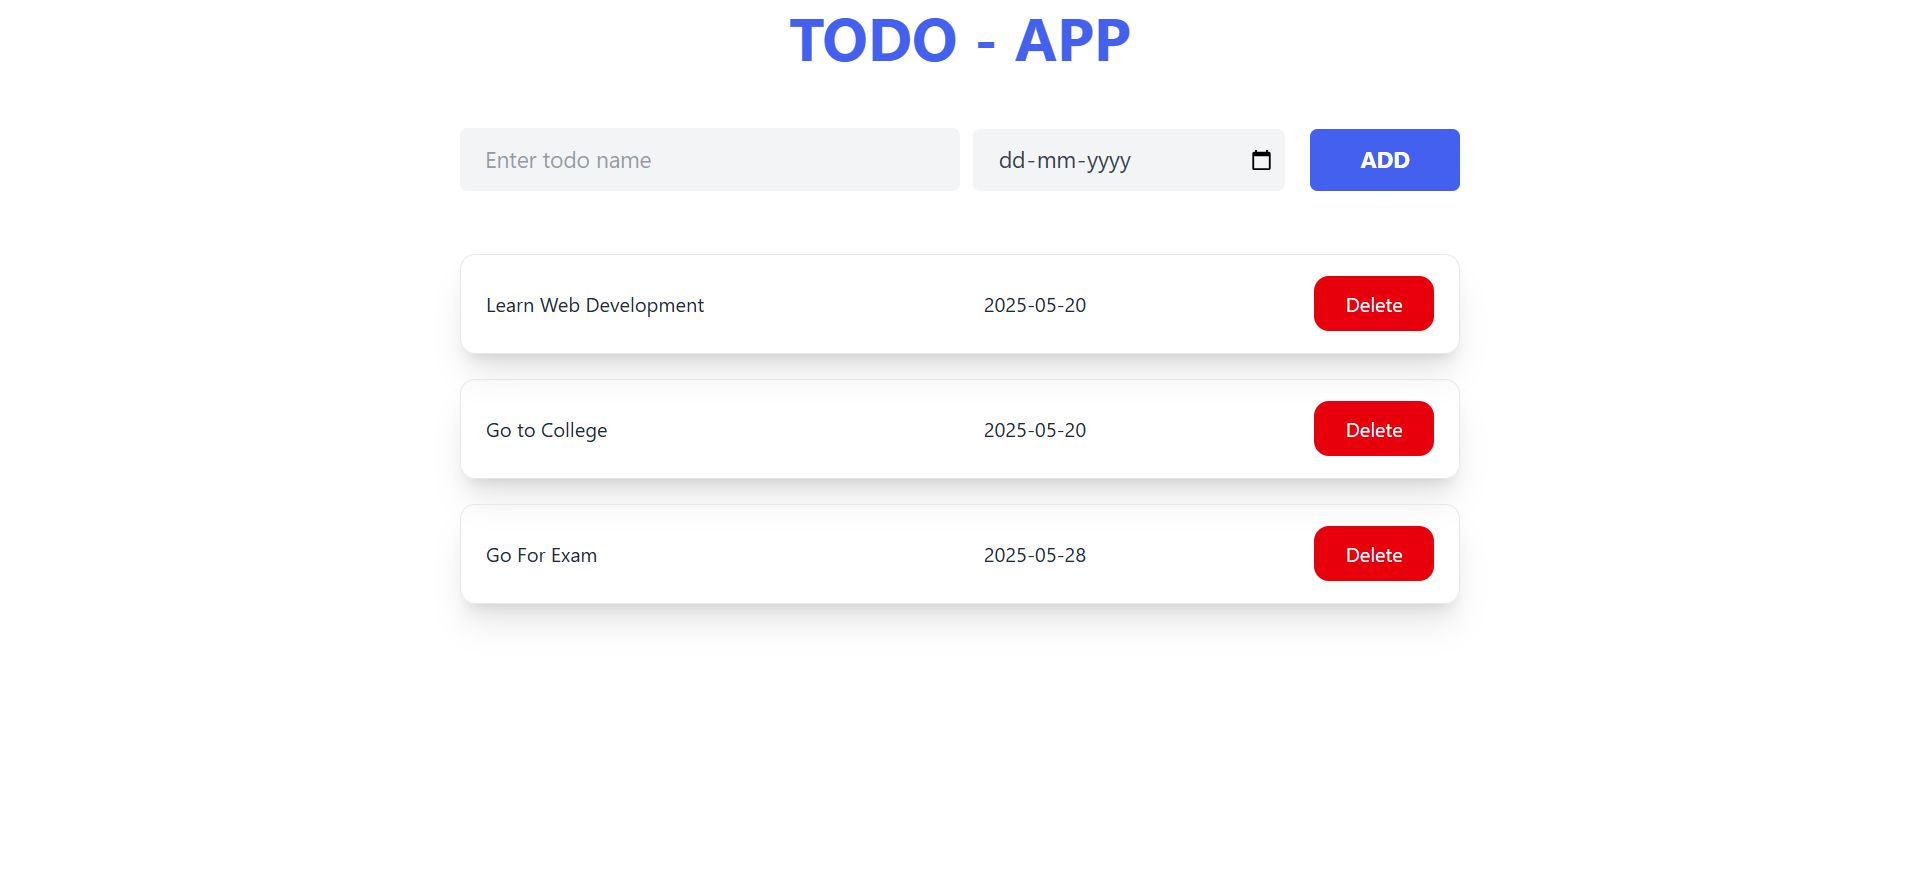 TODO - APP
Enter todo name dd-mm-yyyy ADD
Learn Web Development 2025-05-20 Delete
Go to College 2025-05-20 Delete
Go For Exam 2025-05-28 Delete